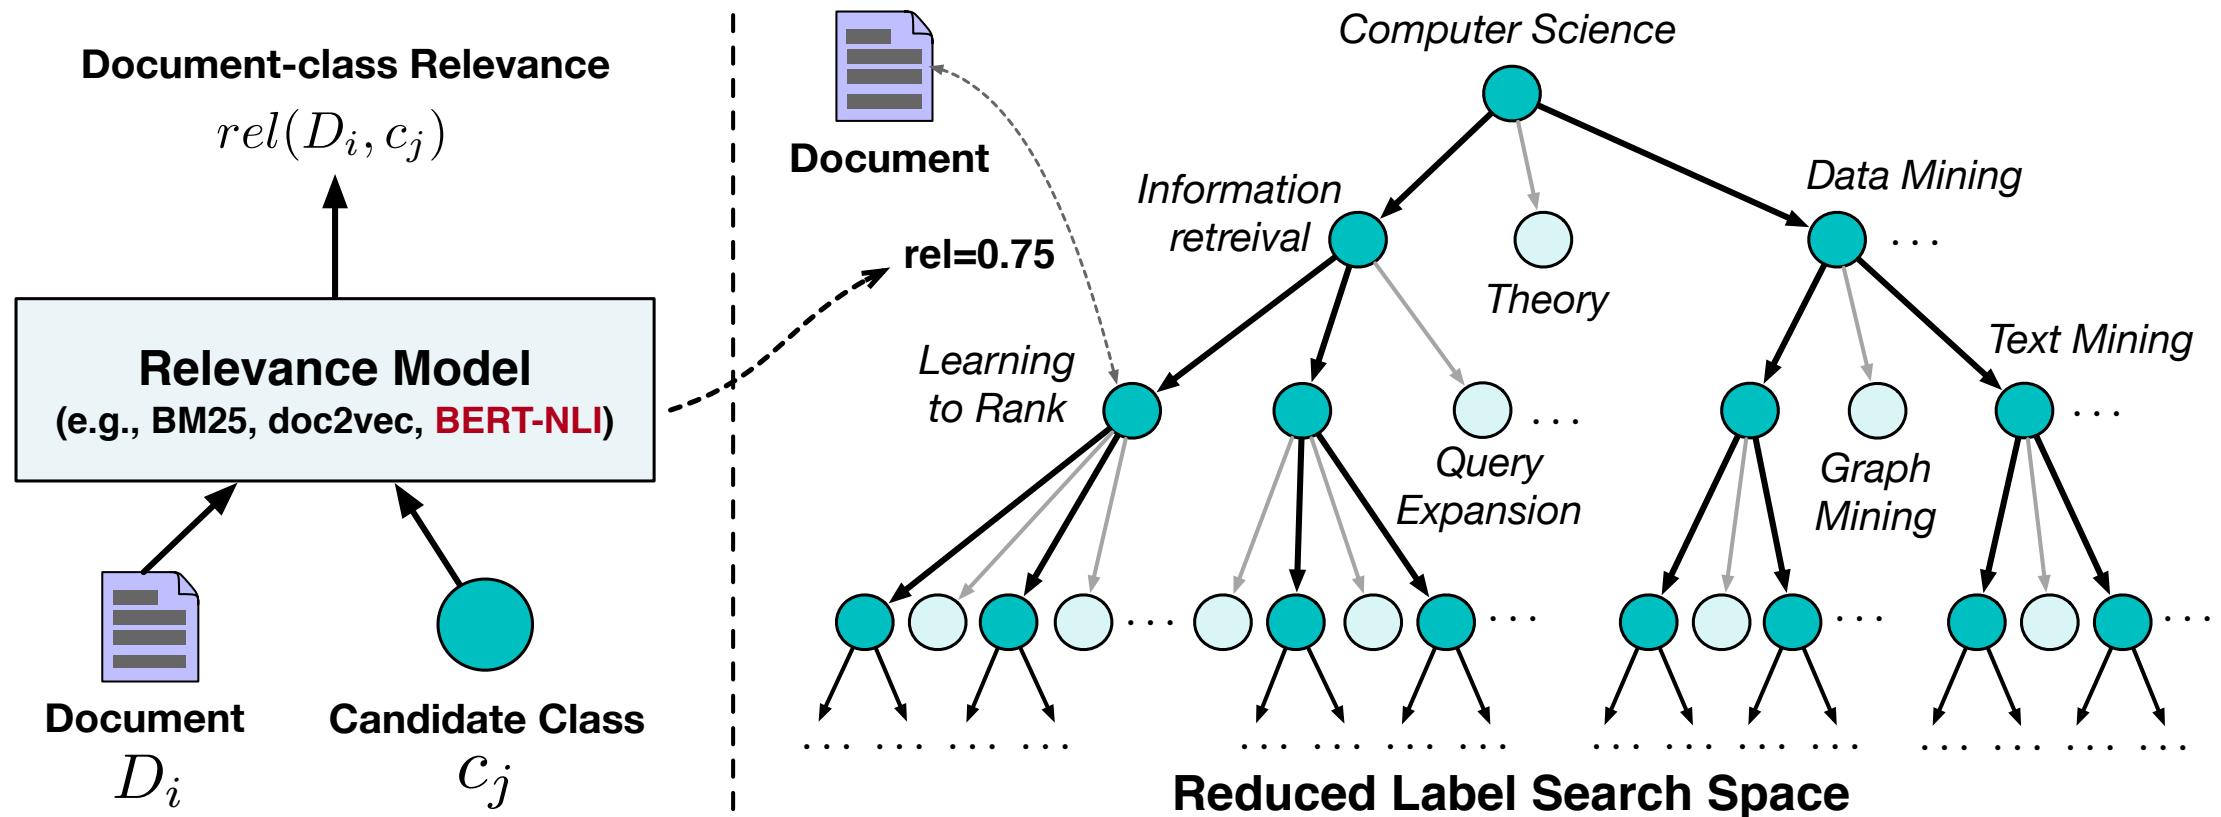 Document-class Relevance
rel(D_i, c_j)
Relevance Model
(e.g., BM25, doc2vec, BERT-NLI)
Document
D_i
Candidate Class
c_j
Document
rel=0.75
Computer Science
Information
retreival
Theory
Data Mining
...
Learning
to Rank
Query
Expansion
...
Graph
Mining
Text Mining
...
... ... ... ...
... ... ... ... ... ... ... ... ... ... ... ... ... ... ... ...
Reduced Label Search Space